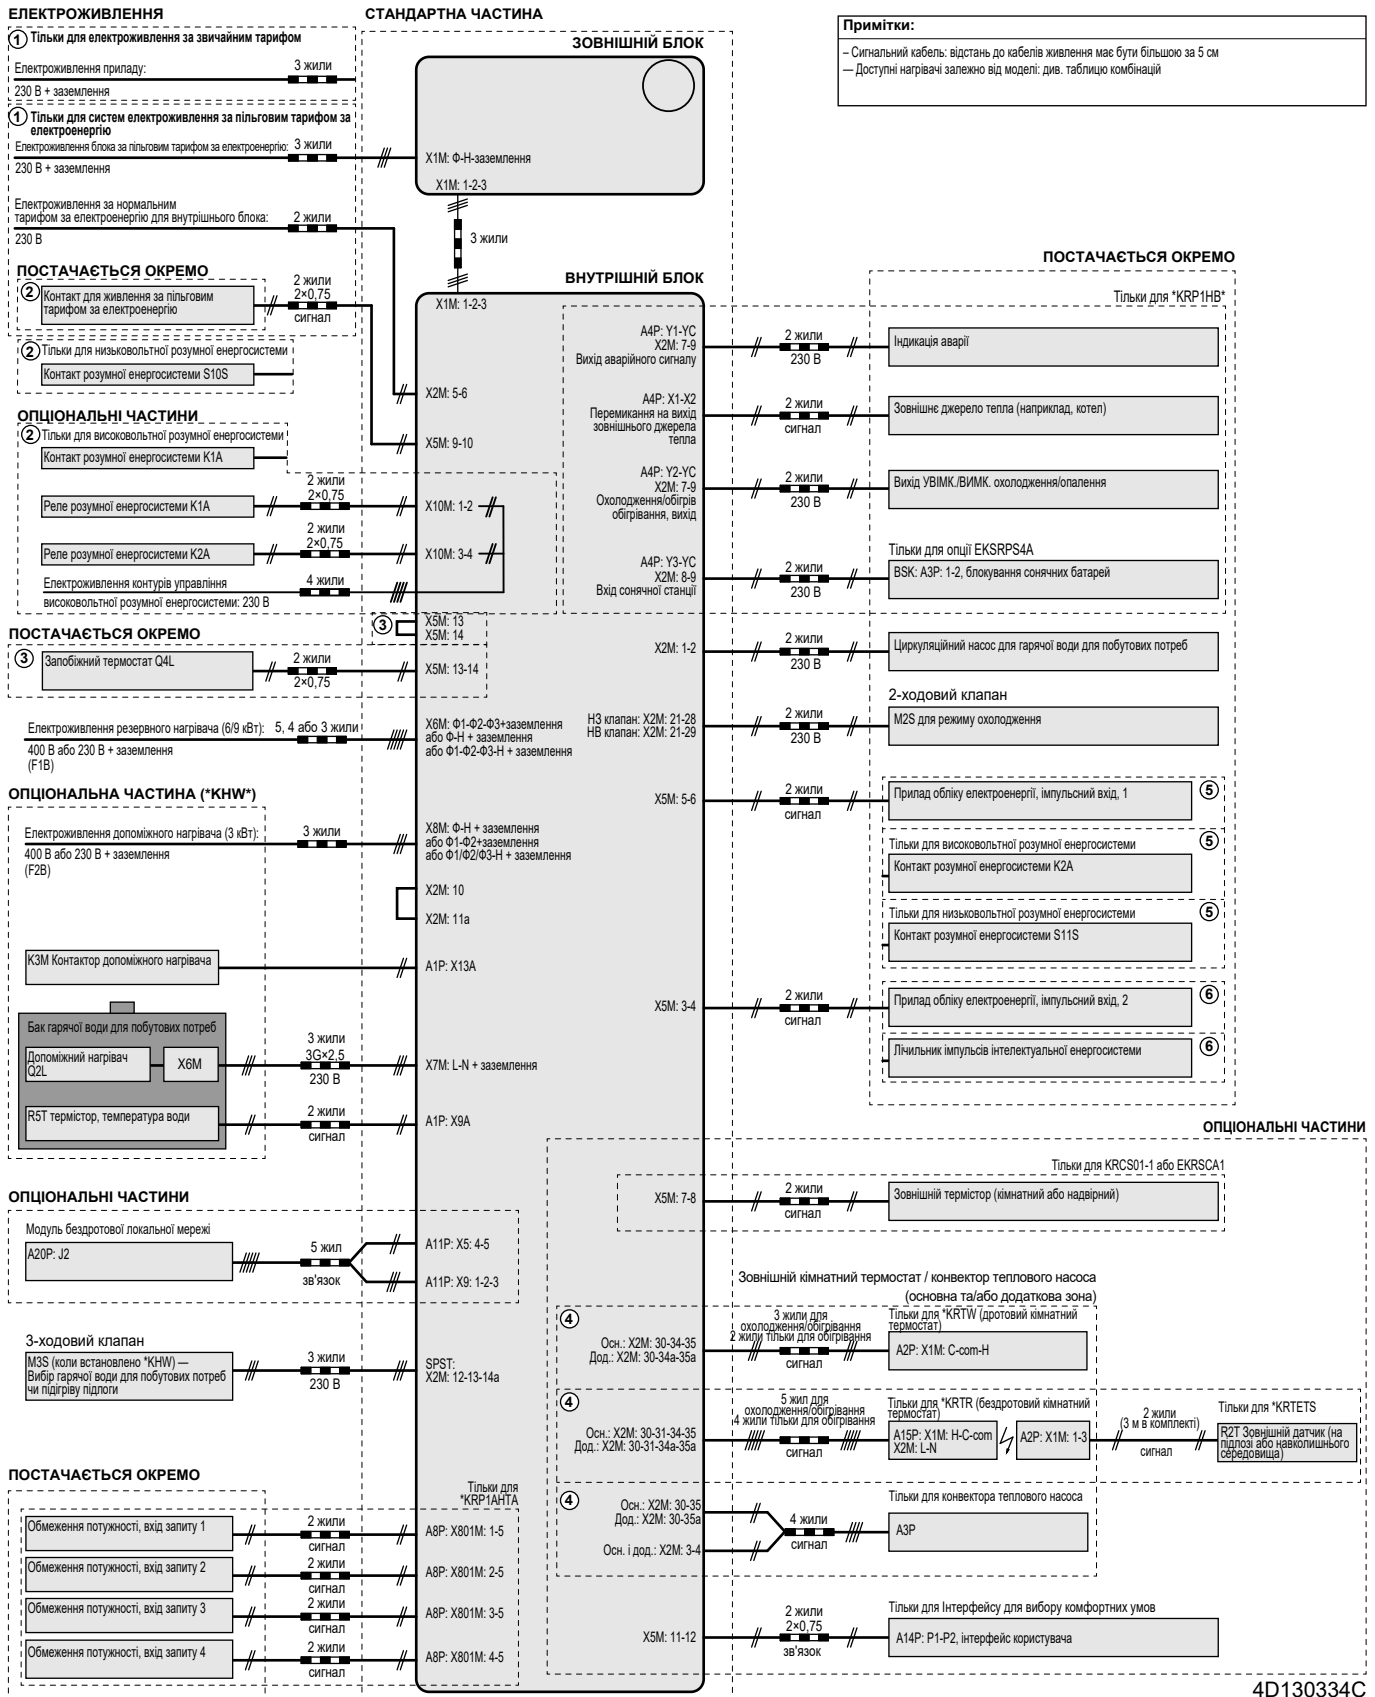 ЕЛЕКТРОЖИВЛЕННЯ
1 Тільки для електроживлення за звичайним тарифом
Електроживлення приладу:
3 жили
230 В + заземлення
1 Тільки для систем електроживлення за пільговим тарифом за
електроенергію
Електроживлення блока за пільговим тарифом за електроенергію:
3 жили
230 В + заземлення
Електроживлення за нормальним
тарифом за електроенергію для внутрішнього блока:
2 жили
230 В
ПОСТАЧАЄТЬСЯ ОКРЕМО
2 Контакт для живлення за пільговим
тарифом за електроенергію
2 жили
2×0,75
сигнал
2 Тільки для низьковольтної розумної енергосистеми
Контакт розумної енергосистеми S10S
ОПЦІОНАЛЬНІ ЧАСТИНИ
2 Тільки для високовольтної розумної енергосистеми
Контакт розумної енергосистеми K1A
2 жили
2×0,75
Реле розумної енергосистеми K1A
2 жили
2×0,75
Реле розумної енергосистеми K2A
Електроживлення контурів управління
4 жили
високовольтної розумної енергосистеми: 230 В
ПОСТАЧАЄТЬСЯ ОКРЕМО
3 Запобіжний термостат Q4L
2 жили
2×0,75
Електроживлення резервного нагрівача (6/9 кВт):
5, 4 або 3 жили
400 В або 230 В + заземлення
(F1B)
ОПЦІОНАЛЬНА ЧАСТИНА (*KHW*)
Електроживлення допоміжного нагрівача (3 кВт):
3 жили
400 В або 230 В + заземлення
(F2B)
K3M Контактор допоміжного нагрівача
Бак гарячої води для побутових потреб
Допоміжний нагрівач
Q2L
X6M
3 жили
3G×2,5
230 В
R5T термістор, температура води
2 жили
сигнал
ОПЦІОНАЛЬНІ ЧАСТИНИ
Модуль бездротової локальної мережі
A20P: J2
5 жил
зв'язок
3-ходовий клапан
M3S (коли встановлено *KHW) —
Вибір гарячої води для побутових потреб
чи підігріву підлоги
3 жили
230 В
ПОСТАЧАЄТЬСЯ ОКРЕМО
Обмеження потужності, вхід запиту 1
2 жили
сигнал
Обмеження потужності, вхід запиту 2
2 жили
сигнал
Обмеження потужності, вхід запиту 3
2 жили
сигнал
Обмеження потужності, вхід запиту 4
2 жили
сигнал
СТАНДАРТНА ЧАСТИНА
ЗОВНІШНІЙ БЛОК
X1M: Ф-Н-заземлення
X1M: 1-2-3
3 жили
ВНУТРІШНІЙ БЛОК
X1M: 1-2-3
X2M: 5-6
X5M: 9-10
X10M: 1-2
X10M: 3-4
3
X5M: 13
X5M: 14
X5M: 13-14
X6M: Ф1-Ф2-Ф3+заземлення
або Ф-Н + заземлення
або Ф1-Ф2-Ф3-Н + заземлення
X8M: Ф-Н + заземлення
або Ф1-Ф2+заземлення
або Ф1/Ф2/Ф3-Н + заземлення
X2M: 10
X2M: 11a
A1P: X13A
X7M: L-N + заземлення
A1P: X9A
A11P: X5: 4-5
A11P: X9: 1-2-3
SPST:
X2M: 12-13-14a
Тільки для
*KRP1AHTA
A8P: X801M: 1-5
A8P: X801M: 2-5
A8P: X801M: 3-5
A8P: X801M: 4-5
Примітки:
– Сигнальний кабель: відстань до кабелів живлення має бути більшою за 5 см
— Доступні нагрівачі залежно від моделі: див. таблицю комбінацій
ПОСТАЧАЄТЬСЯ ОКРЕМО
Тільки для *KRP1HB*
A4P: Y1-YC
X2M: 7-9
Вихід аварійного сигналу
2 жили
230 В
Індикація аварії
A4P: X1-X2
Перемикання на вихід
зовнішнього джерела
тепла
2 жили
сигнал
Зовнішнє джерело тепла (наприклад, котел)
A4P: Y2-YC
X2M: 7-9
Охолодження/обігрів
обігрівання, вихід
2 жили
230 В
Вихід УВІМК./ВИМК. охолодження/опалення
Тільки для опції EKSRPS4A
A4P: Y3-YC
X2M: 8-9
Вхід сонячної станції
2 жили
230 В
BSK: A3P: 1-2, блокування сонячних батарей
X2M: 1-2
2 жили
230 В
Циркуляційний насос для гарячої води для побутових потреб
2-ходовий клапан
НЗ клапан: X2M: 21-28
НВ клапан: X2M: 21-29
2 жили
230 В
M2S для режиму охолодження
X5M: 5-6
2 жили
сигнал
Прилад обліку електроенергії, імпульсний вхід, 1
5
Тільки для високовольтної розумної енергосистеми
5
Контакт розумної енергосистеми K2A
Тільки для низьковольтної розумної енергосистеми
5
Контакт розумної енергосистеми S11S
X5M: 3-4
2 жили
сигнал
Прилад обліку електроенергії, імпульсний вхід, 2
6
Лічильник імпульсів інтелектуальної енергосистеми
6
ОПЦІОНАЛЬНІ ЧАСТИНИ
Тільки для KRCS01-1 або EKRSCA1
X5M: 7-8
2 жили
сигнал
Зовнішній термістор (кімнатний або надвірний)
Зовнішній кімнатний термостат / конвектор теплового насоса
(основна та/або додаткова зона)
4
Осн.: X2M: 30-34-35
Дод.: X2M: 30-34a-35a
3 жили для
охолодження/обігрівання
2 жили тільки для обігрівання
сигнал
Тільки для *KRTW (дротовий кімнатний
термостат)
A2P: X1M: C-com-H
4
Осн.: X2M: 30-31-34-35
Дод.: X2M: 30-31-34a-35a
5 жил для
охолодження/обігрівання
4 жили тільки для обігрівання
сигнал
Тільки для *KRTR (бездротовий кімнатний
термостат)
A15P: X1M: H-C-com
X2M: L-N
A2P: X1M: 1-3
2 жили
(3 м в комплекті)
сигнал
Тільки для *KRTETS
R2T Зовнішній датчик (на
підлозі або навколишнього
середовища)
4
Осн.: X2M: 30-35
Дод.: X2M: 30-35a
Осн. і дод.: X2M: 3-4
4 жили
сигнал
Тільки для конвектора теплового насоса
A3P
X5M: 11-12
2 жили
2×0,75
зв'язок
Тільки для Інтерфейсу для вибору комфортних умов
A14P: P1-P2, інтерфейс користувача
4D130334C